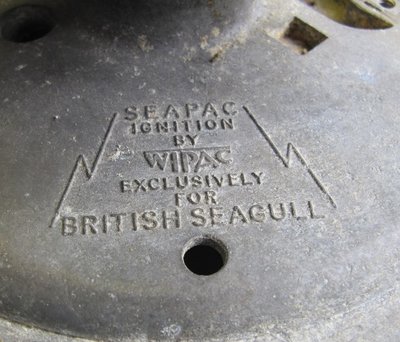 SEAPAC
IGNITION
BY
WIPAC
EXCLUSIVELY
FOR
BRITISH SEAGULL